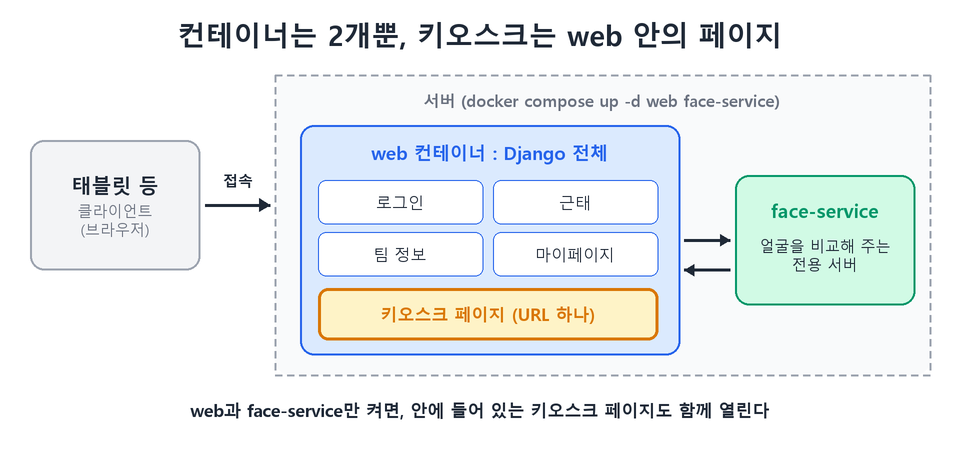 컨테이너는 2개뿐, 키오스크는 web 안의 페이지
서버 (docker compose up -d web face-service)
태블릿 등
클라이언트
(브라우저)
접속
web 컨테이너 : Django 전체
로그인
근태
팀 정보
마이페이지
키오스크 페이지 (URL 하나)
face-service
얼굴을 비교해 주는
전용 서버
web과 face-service만 켜면, 안에 들어 있는 키오스크 페이지도 함께 열린다